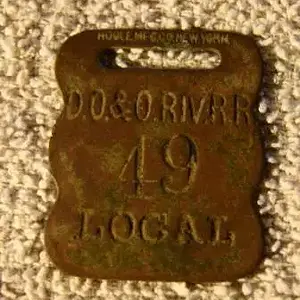 HOOLE MFG. CO. NEW. YORK.
D.O.&O.RIV.R.R
49
LOCAL